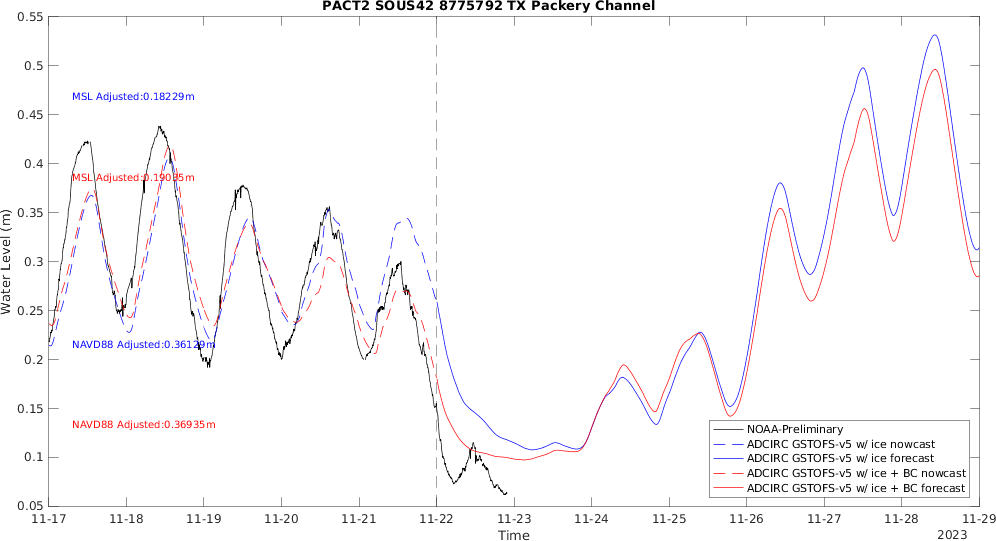 PACT2 SOUS42 8775792 TX Packery Channel
0.55
0.5
0.45
0.4
0.35
0.3
0.25
0.2
0.15
0.1
0.05
Water Level (m)
MSL Adjusted:0.18229m
MSL Adjusted:0.19035m
NAVD88 Adjusted:0.36129m
NAVD88 Adjusted:0.36935m
NOAA-Preliminary
ADCIRC GSTOFS-v5 w/ ice nowcast
ADCIRC GSTOFS-v5 w/ ice forecast
ADCIRC GSTOFS-v5 w/ ice + BC nowcast
ADCIRC GSTOFS-v5 w/ ice + BC forecast
11-17 11-18 11-19 11-20 11-21 11-22 11-23 11-24 11-25 11-26 11-27 11-28 11-29
Time
2023